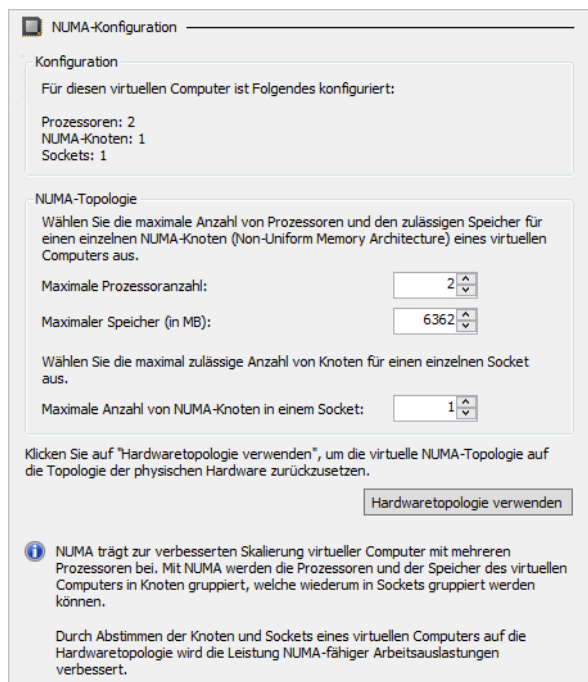 NUMA-Konfiguration
Konfiguration
Für diesen virtuellen Computer ist Folgendes konfiguriert:
Prozessoren: 2
NUMA-Knoten: 1
Sockets: 1
NUMA-Topologie
Wählen Sie die maximale Anzahl von Prozessoren und den zulässigen Speicher für
einen einzelnen NUMA-Knoten (Non-Uniform Memory Architecture) eines virtuellen
Computers aus.
Maximale Prozessoranzahl: 2
Maximaler Speicher (in MB): 6362
Wählen Sie die maximal zulässige Anzahl von Knoten für einen einzelnen Socket
aus.
Maximale Anzahl von NUMA-Knoten in einem Socket: 1
Klicken Sie auf "Hardwaretopologie verwenden", um die virtuelle NUMA-Topologie auf
die Topologie der physischen Hardware zurückzusetzen.
Hardwaretopologie verwenden
NUMA trägt zur verbesserten Skalierung virtueller Computer mit mehreren
Prozessoren bei. Mit NUMA werden die Prozessoren und der Speicher des virtuellen
Computers in Knoten gruppiert, welche wiederum in Sockets gruppiert werden
können.
Durch Abstimmen der Knoten und Sockets eines virtuellen Computers auf die
Hardwaretopologie wird die Leistung NUMA-fähiger Arbeitsauslastungen
verbessert.